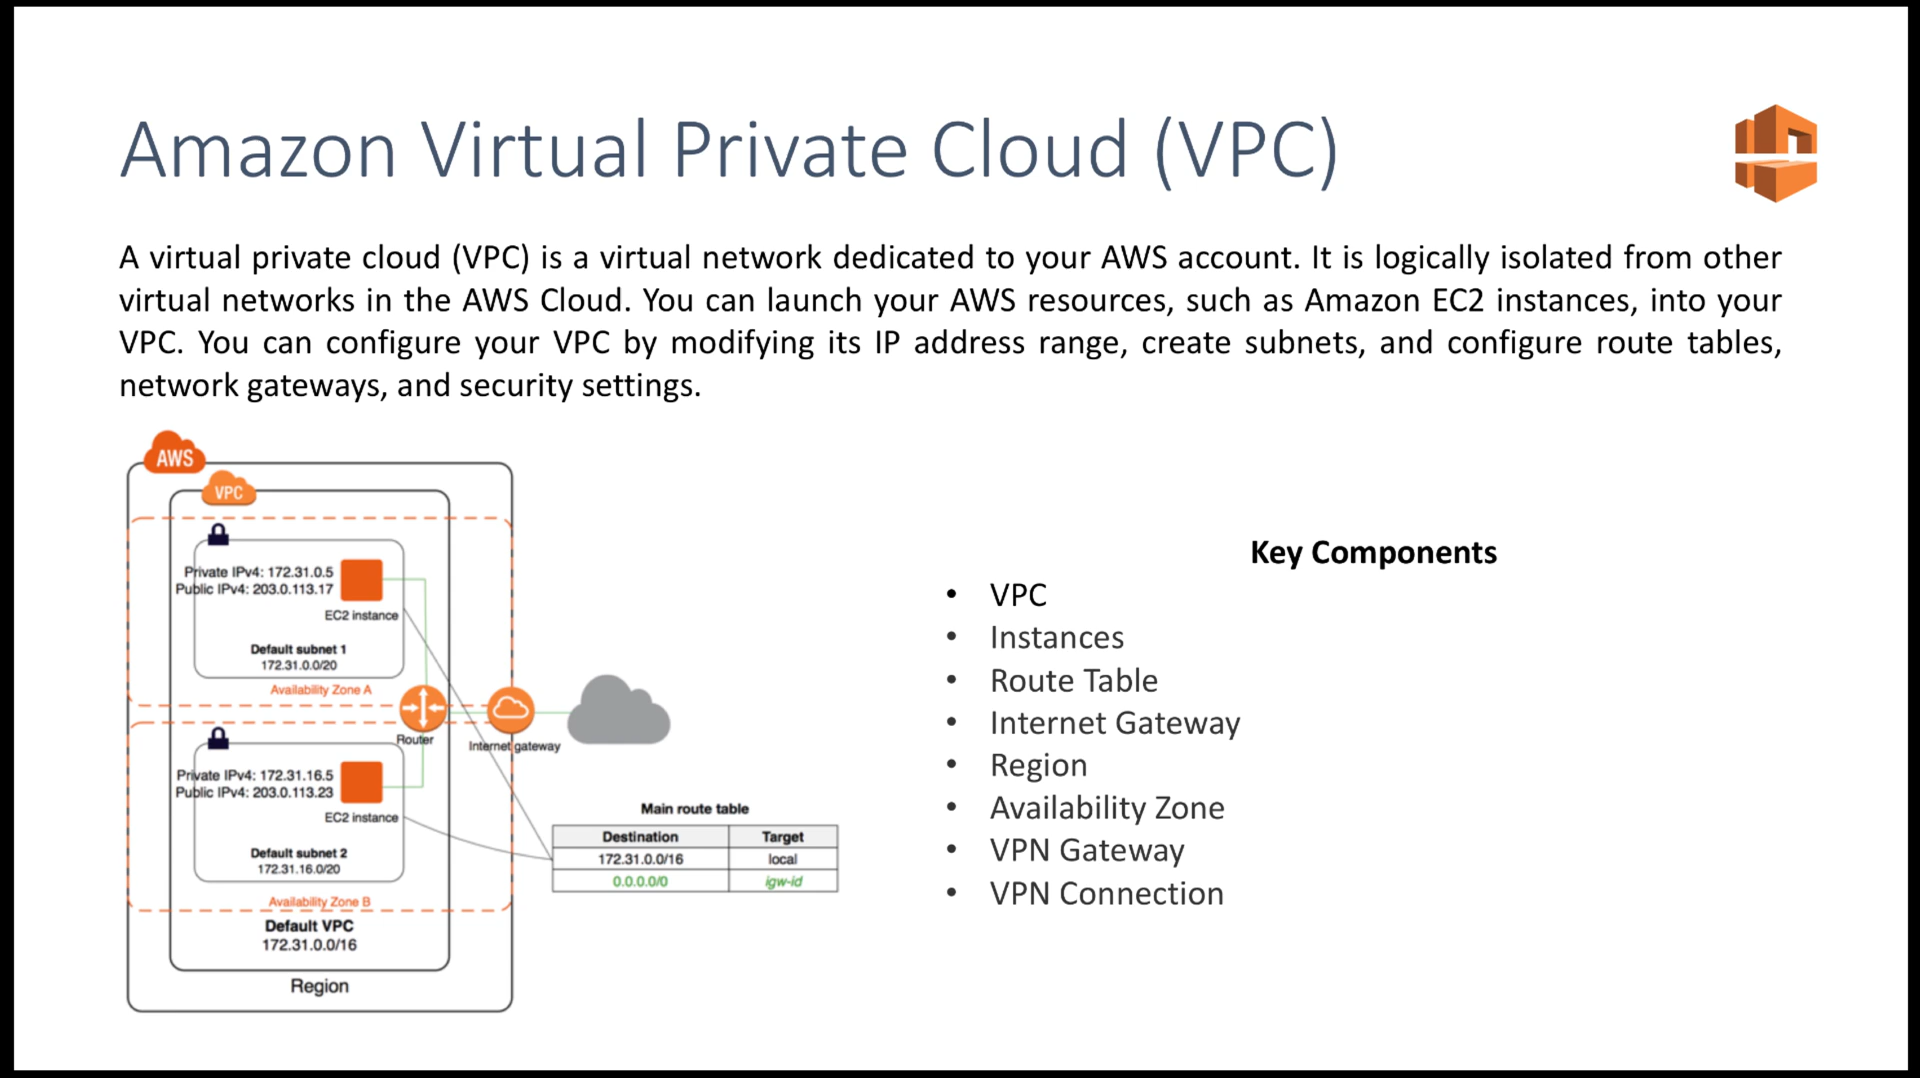 Amazon Virtual Private Cloud (VPC)
A virtual private cloud (VPC) is a virtual network dedicated to your AWS account. It is logically isolated from other
virtual networks in the AWS Cloud. You can launch your AWS resources, such as Amazon EC2 instances, into your
VPC. You can configure your VPC by modifying its IP address range, create subnets, and configure route tables,
network gateways, and security settings.
AWS
VPC
Private IPv4: 172.31.0.5
Public IPv4: 203.0.113.17
EC2 instance
Default subnet 1
172.31.0.0/20
Availability Zone A
Router
Internet gateway
Private IPv4: 172.31.16.5
Public IPv4: 203.0.113.23
EC2 instance
Default subnet 2
172.31.16.0/20
Availability Zone B
Default VPC
172.31.0.0/16
Region
Main route table
Destination Target
172.31.0.0/16 local
0.0.0.0/0 igw-id
Key Components
• VPC
• Instances
• Route Table
• Internet Gateway
• Region
• Availability Zone
• VPN Gateway
• VPN Connection